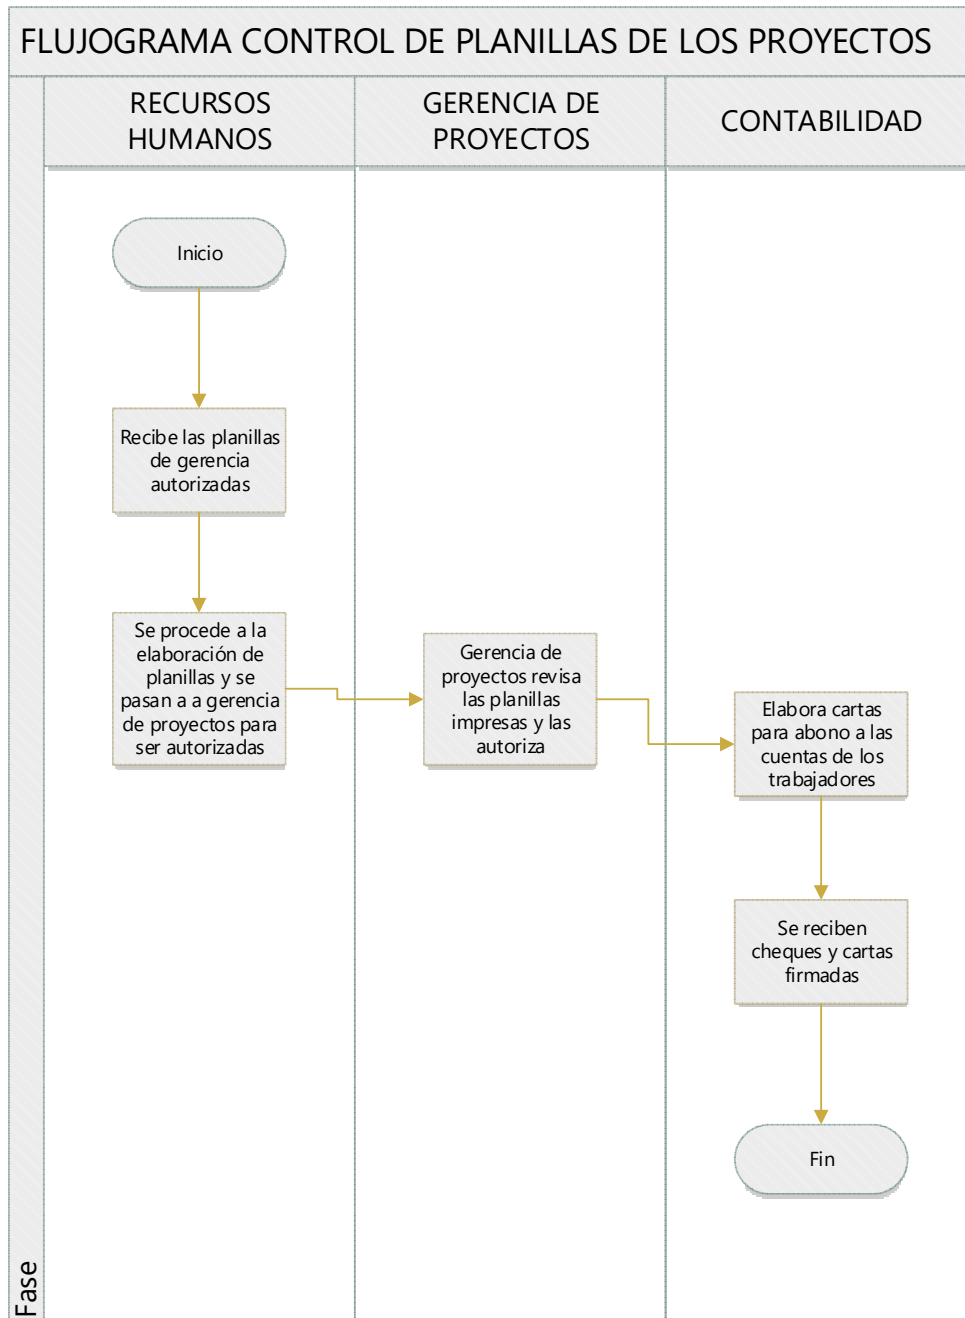 FLUJOGRAMA CONTROL DE PLANILLAS DE LOS PROYECTOS
RECURSOS
HUMANOS
GERENCIA DE
PROYECTOS
CONTABILIDAD
Inicio
Recibe las planillas
de gerencia
autorizadas
Se procede a la
elaboración de
planillas y se
pasan a a gerencia
de proyectos para
ser autorizadas
Gerencia de
proyectos revisa
las planillas
impresas y las
autoriza
Elabora cartas
para abono a las
cuentas de los
trabajadores
Se reciben
cheques y cartas
firmadas
Fin
Fase